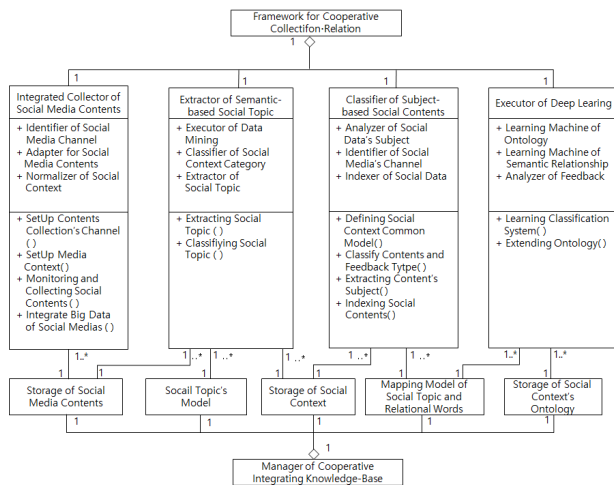 Framework for Cooperative
Collectifon-Relation
1
1
1
1
1
Integrated Collector of
Social Media Contents
+ Identifier of Social
Media Channel
+ Adapter for Social
Media Contents
+ Normalizer of Social
Context
+ SetUp Contents
Collection's Channel
( )
+ SetUp Media
Context()
+ Monitoring and
Collecting Social
Contents ( )
+ Integrate Big Data
of Social Medias ( )
Extractor of Semantic-
based Social Topic
+ Executor of Data
Mining
+ Classifier of Social
Context Category
+ Extractor of
Social Topic
+ Extracting Social
Topic ( )
+ Classifiying Social
Topic ( )
Classifier of Subject-
based Social Contents
+ Analyzer of Social
Data's Subject
+ Identifier of Social
Media's Channel
+ Indexer of Social Data
+ Defining Social
Context Common
Model()
+ Classify Contents and
Feedback Tytpe()
+ Extracting Content's
Subject()
+ Indexing Social
Contents()
Executor of Deep Learing
+ Learning Machine of
Ontology
+ Learning Machine of
Semantic Relationship
+ Analyzer of Feedback
+ Learning Classification
System()
+ Extending Ontology()
1..*
1 ..*
1 ..*
1 ..*
1 ..*
1 ..*
1..*
1..*
1
1
1
1
1
1
1
1
Storage of Social
Media Contents
Socail Topic's
Model
Storage of Social
Context
Mapping Model of
Social Topic and
Relational Words
Storage of Social
Context's
Ontology
1
1
1
1
1
1
Manager of Cooperative
Integrating Knowledge-Base